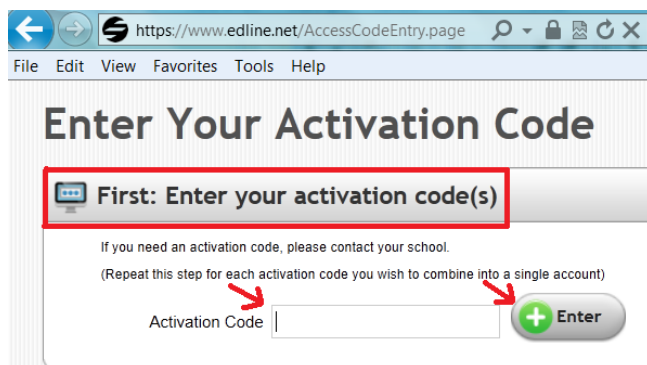 https://www.edline.net/AccessCodeEntry.page
File Edit View Favorites Tools Help
Enter Your Activation Code
First: Enter your activation code(s)
If you need an activation code, please contact your school.
(Repeat this step for each activation code you wish to combine into a single account)
Activation Code
Enter